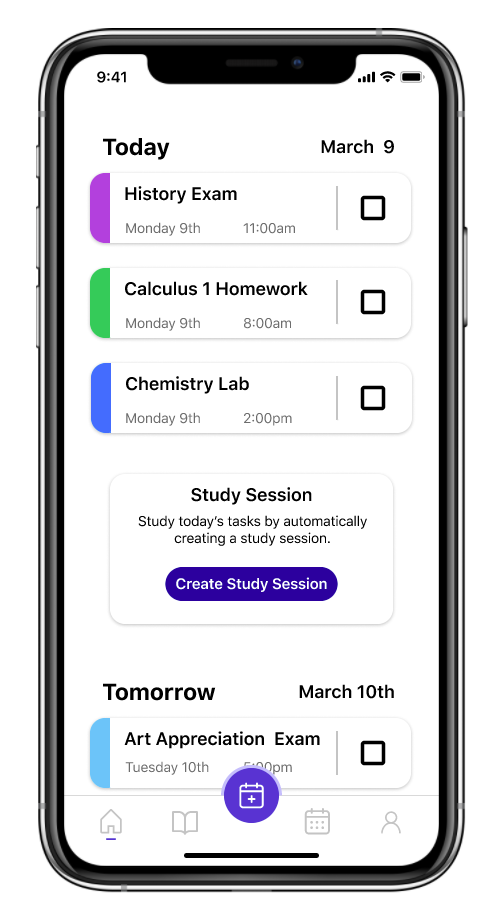 9:41
Today March 9
History Exam
Monday 9th 11:00am
Calculus 1 Homework
Monday 9th 8:00am
Chemistry Lab
Monday 9th 2:00pm
Study Session
Study today's tasks by automatically
creating a study session.
Create Study Session
Tomorrow March 10th
Art Appreciation Exam
Tuesday 10th